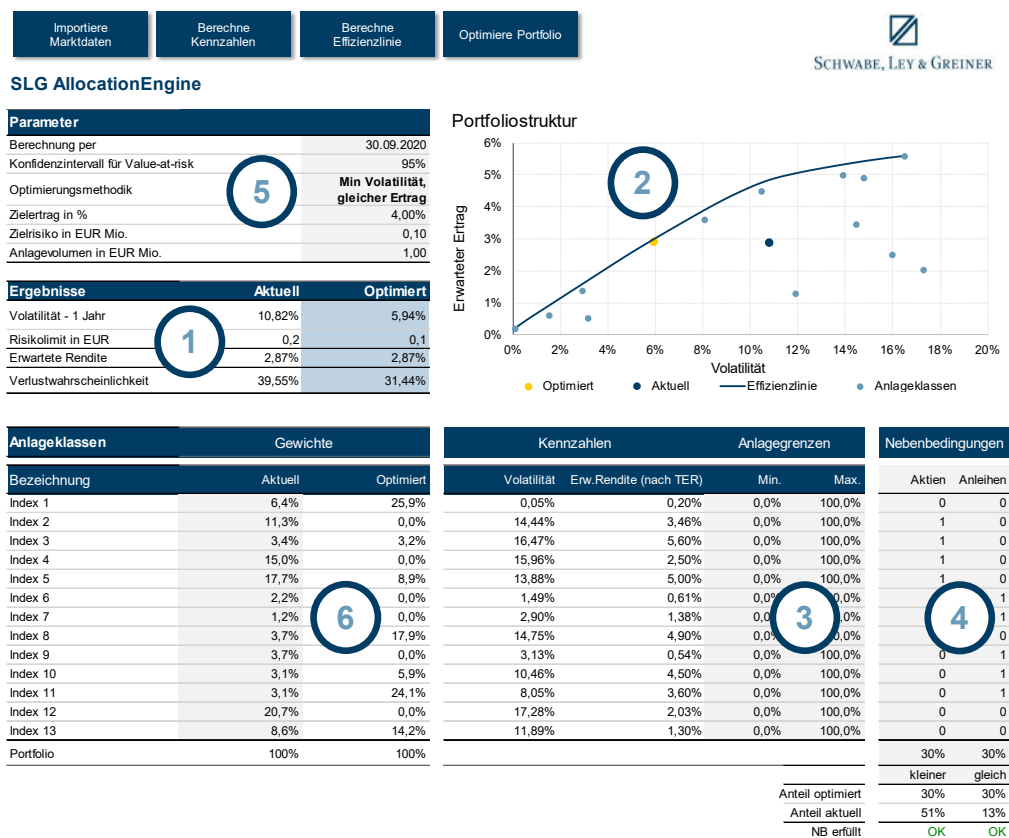 Importiere Marktdaten
Berechne Kennzahlen
Berechne Effizienzlinie
Optimiere Portfolio
SCHWABE, LEY & GREINER
SLG AllocationEngine
Parameter
Berechnung per 30.09.2020
Konfidenzintervall für Value-at-risk 95%
Optimierungsmethodik Min Volatilität, gleicher Ertrag
Zielertrag in % 4,00%
Zielrisiko in EUR Mio. 0,10
Anlagevolumen in EUR Mio. 1,00
5
Ergebnisse Aktuell Optimiert
Volatilität - 1 Jahr 10,82% 5,94%
Risikolimit in EUR 0,2 0,1
Erwartete Rendite 2,87% 2,87%
Verlustwahrscheinlichkeit 39,55% 31,44%
1
Portfoliostruktur
Erwarteter Ertrag
6%
5%
4%
3%
2%
1%
0%
2
0% 2% 4% 6% 8% 10% 12% 14% 16% 18% 20%
Volatilität
Optimiert Aktuell Effizienzlinie Anlageklassen
Anlageklassen Gewichte Kennzahlen Anlagegrenzen Nebenbedingungen
Bezeichnung Aktuell Optimiert Volatilität Erw.Rendite (nach TER) Min. Max. Aktien Anleihen
Index 1 6,4% 25,9% 0,05% 0,20% 0,0% 100,0% 0 0
Index 2 11,3% 0,0% 14,44% 3,46% 0,0% 100,0% 1 0
Index 3 3,4% 3,2% 16,47% 5,60% 0,0% 100,0% 1 0
Index 4 15,0% 0,0% 15,96% 2,50% 0,0% 100,0% 1 0
Index 5 17,7% 8,9% 13,88% 5,00% 0,0% 100,0% 1 0
Index 6 2,2% 0,0% 1,49% 0,61% 1
Index 7 1,2% 0,0% 2,90% 1,38% 1
Index 8 3,7% 17,9% 14,75% 4,90% 0
Index 9 3,7% 0,0% 3,13% 0,54% 0,0% 100,0% 0 1
Index 10 3,1% 5,9% 10,46% 4,50% 0,0% 100,0% 0 1
Index 11 3,1% 24,1% 8,05% 3,60% 0,0% 100,0% 0 1
Index 12 20,7% 0,0% 17,28% 2,03% 0,0% 100,0% 0 0
Index 13 8,6% 14,2% 11,89% 1,30% 0,0% 100,0% 0 0
6
3
4
Portfolio 100% 100% 30% 30%
kleiner gleich
Anteil optimiert 30% 30%
Anteil aktuell 51% 13%
NB erfüllt OK OK